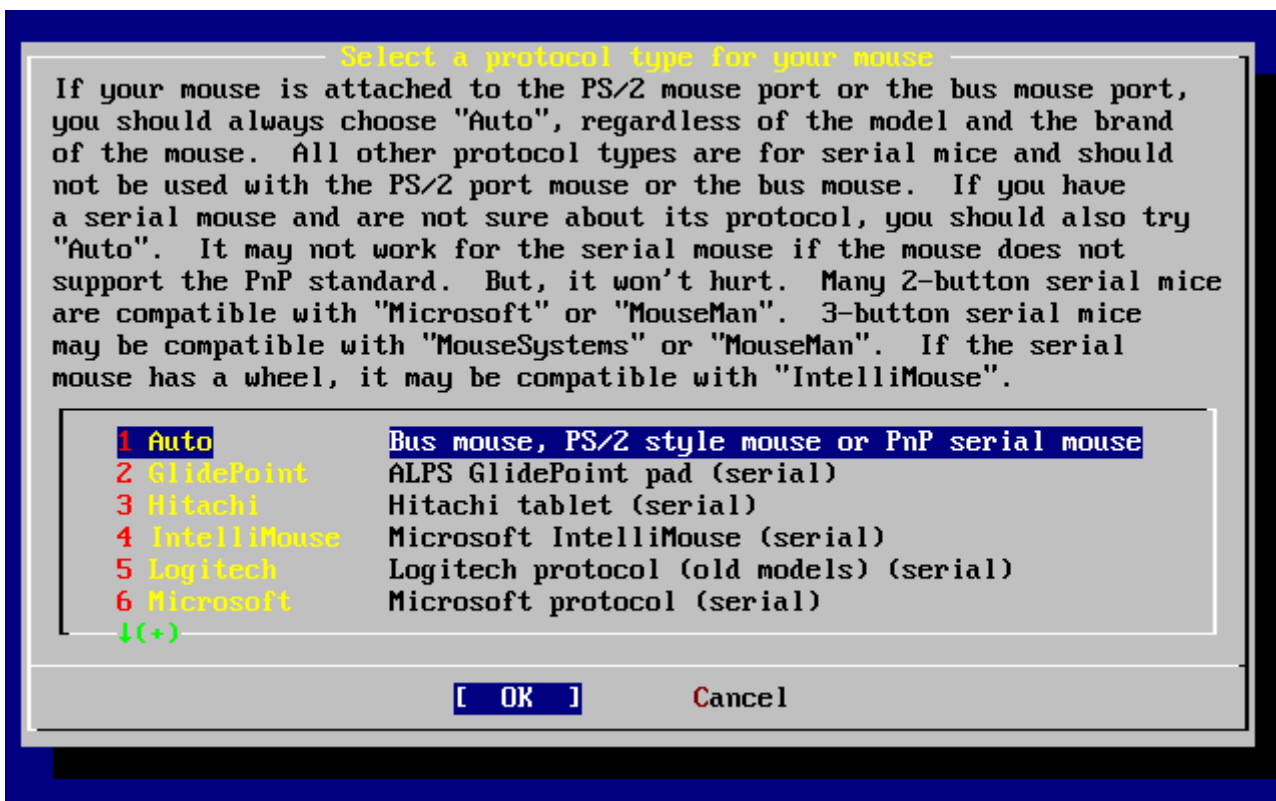 Select a protocol type for your mouse
If your mouse is attached to the PS/2 mouse port or the bus mouse port,
you should always choose "Auto", regardless of the model and the brand
of the mouse.  All other protocol types are for serial mice and should
not be used with the PS/2 port mouse or the bus mouse.  If you have
a serial mouse and are not sure about its protocol, you should also try
"Auto".  It may not work for the serial mouse if the mouse does not
support the PnP standard.  But, it won't hurt.  Many 2-button serial mice
are compatible with "Microsoft" or "MouseMan".  3-button serial mice
may be compatible with "MouseSystems" or "MouseMan".  If the serial
mouse has a wheel, it may be compatible with "IntelliMouse".
1 Auto Bus mouse, PS/2 style mouse or PnP serial mouse
2 GlidePoint ALPS GlidePoint pad (serial)
3 Hitachi Hitachi tablet (serial)
4 IntelliMouse Microsoft IntelliMouse (serial)
5 Logitech Logitech protocol (old models) (serial)
6 Microsoft Microsoft protocol (serial)
↓(+)
[ OK ] Cancel